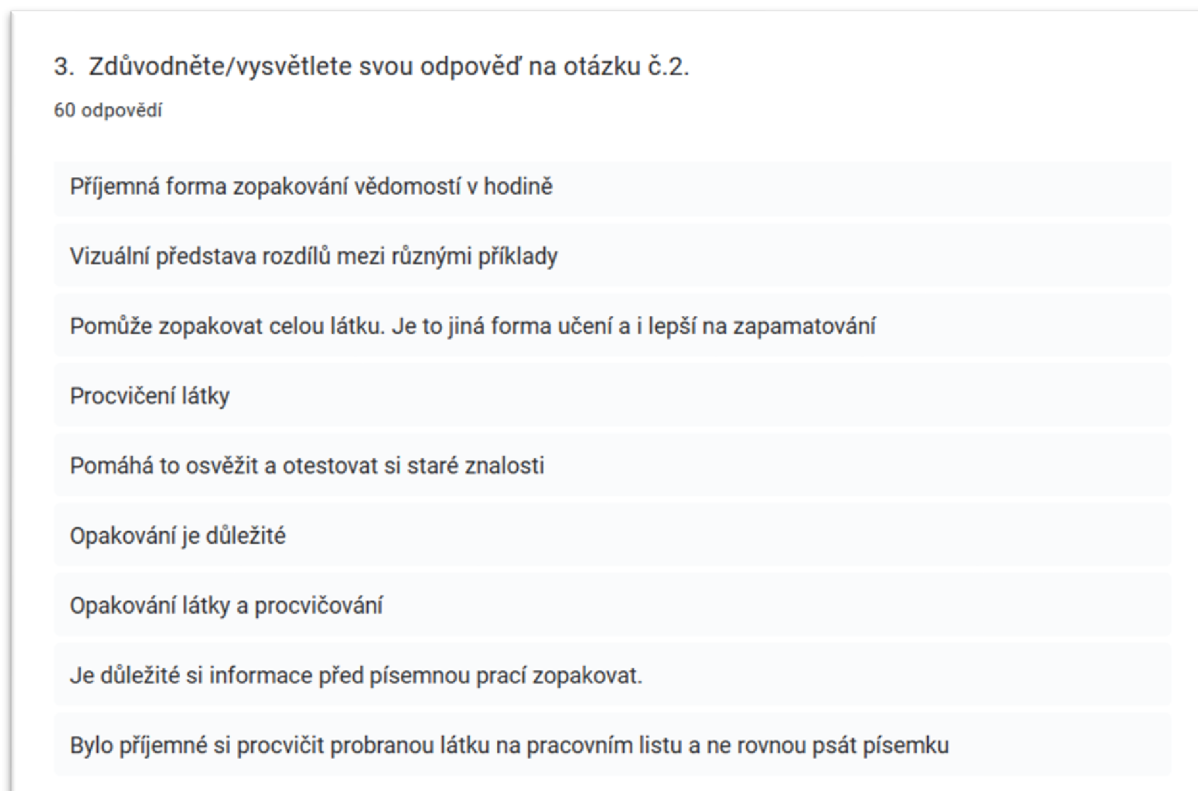 3. Zdůvodněte/vysvětlete svou odpověď na otázku č.2.
60 odpovědí
Příjemná forma zopakování vědomostí v hodině
Vizuální představa rozdílů mezi různými příklady
Pomůže zopakovat celou látku. Je to jiná forma učení a i lepší na zapamatování
Procvičení látky
Pomáhá to osvěžit a otestovat si staré znalosti
Opakování je důležité
Opakování látky a procvičování
Je důležité si informace před písemnou prací zopakovat.
Bylo příjemné si procvičit probranou látku na pracovním listu a ne rovnou psát písemku